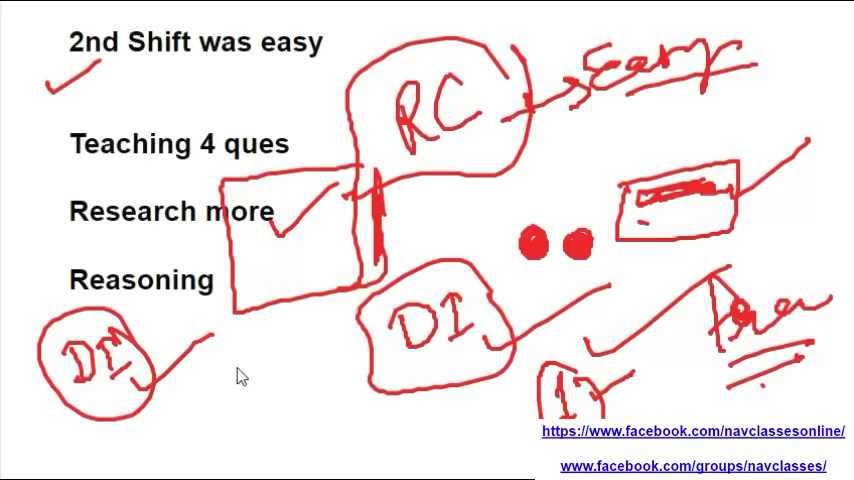 2nd Shift was easy
RC
Easy
Teaching 4 ques
Research more
Reasoning
DI
DI
https://www.facebook.com/navclassesonline/
www.facebook.com/groups/navclasses/